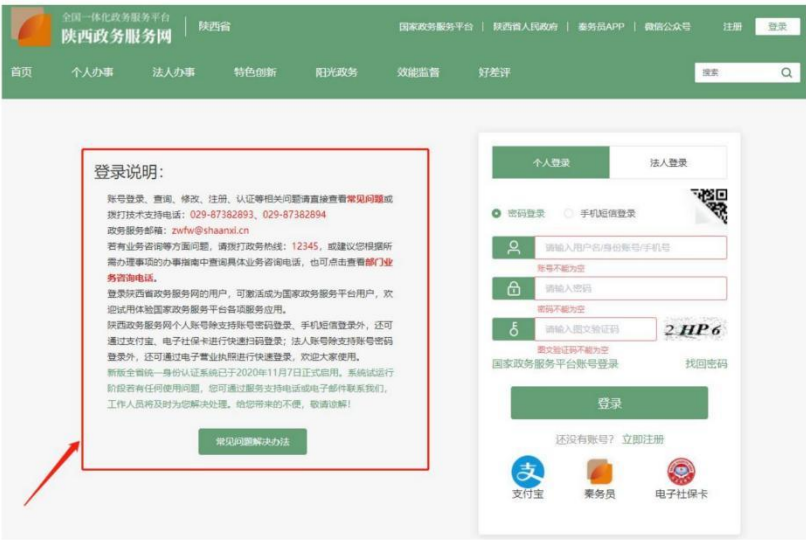 全国一体化政务服务平台
陕西政务服务网
陕西省
国家政务服务平台 | 陕西省人民政府 | 秦务员APP | 微信公众号
注册
登录
首页
个人办事
法人办事
特色创新
阳光政务
效能监督
好差评
搜索
登录说明：
账号登录、查询、修改、注册、认证等相关问题请直接查看常见问题或
拨打技术支持电话：029-87382893、029-87382894
政务服务邮箱：zwfw@shaanxi.cn
若有业务咨询等方面问题，请拨打政务热线：12345，或建议您根据所
需办理事项的办事指南中查询具体业务咨询电话，也可点击查看部门业
务咨询电话。
登录陕西省政务服务网的用户，可激活成为国家政务服务平台用户，欢
迎试用体验国家政务服务平台各项服务应用。
陕西政务服务网个人账号除支持账号密码登录、手机短信登录外，还可
通过支付宝、电子社保卡进行快速扫码登录；法人账号除支持账号密码
登录外，还可通过电子营业执照进行快速登录，欢迎大家使用。
新版全省统一身份认证系统已于2020年11月7日正式启用。系统试运行
阶段若有任何使用问题，您可通过服务支持电话或电子邮件联系我们，
工作人员将及时为您解决处理。给您带来的不便，敬请谅解！
常见问题解决办法
个人登录
法人登录
密码登录
手机短信登录
请输入用户名/身份账号/手机号
账号不能为空
请输入密码
密码不能为空
请输入图文验证码
2 HP 6
图文验证码不能为空
国家政务服务平台账号登录
找回密码
登录
还没有账号？ 立即注册
支付宝
秦务员
电子社保卡